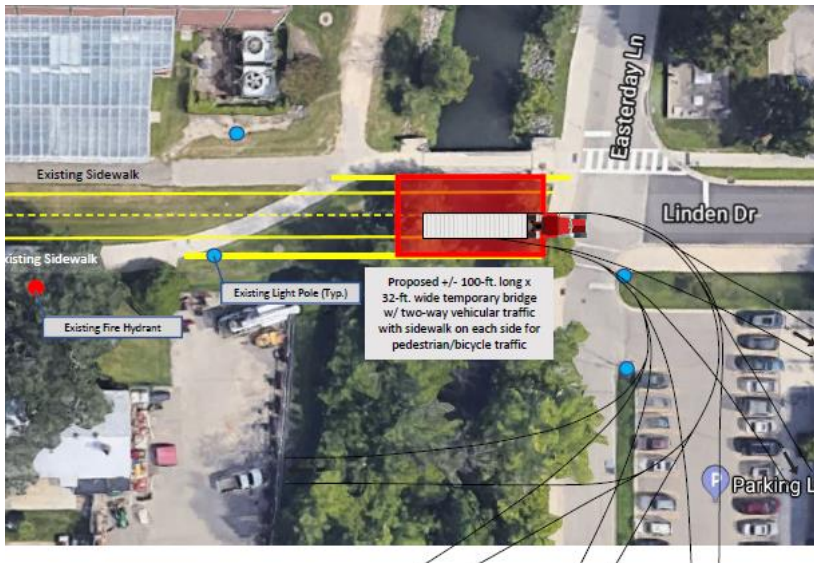 Easterday Ln
Existing Sidewalk
Linden Dr
xisting Sidewalk
Existing Light Pole (Typ.)
Existing Fire Hydrant
Proposed +/- 100-ft. long x
32-ft. wide temporary bridge
w/ two-way vehicular traffic
with sidewalk on each side for
pedestrian/bicycle traffic
P
Parking L